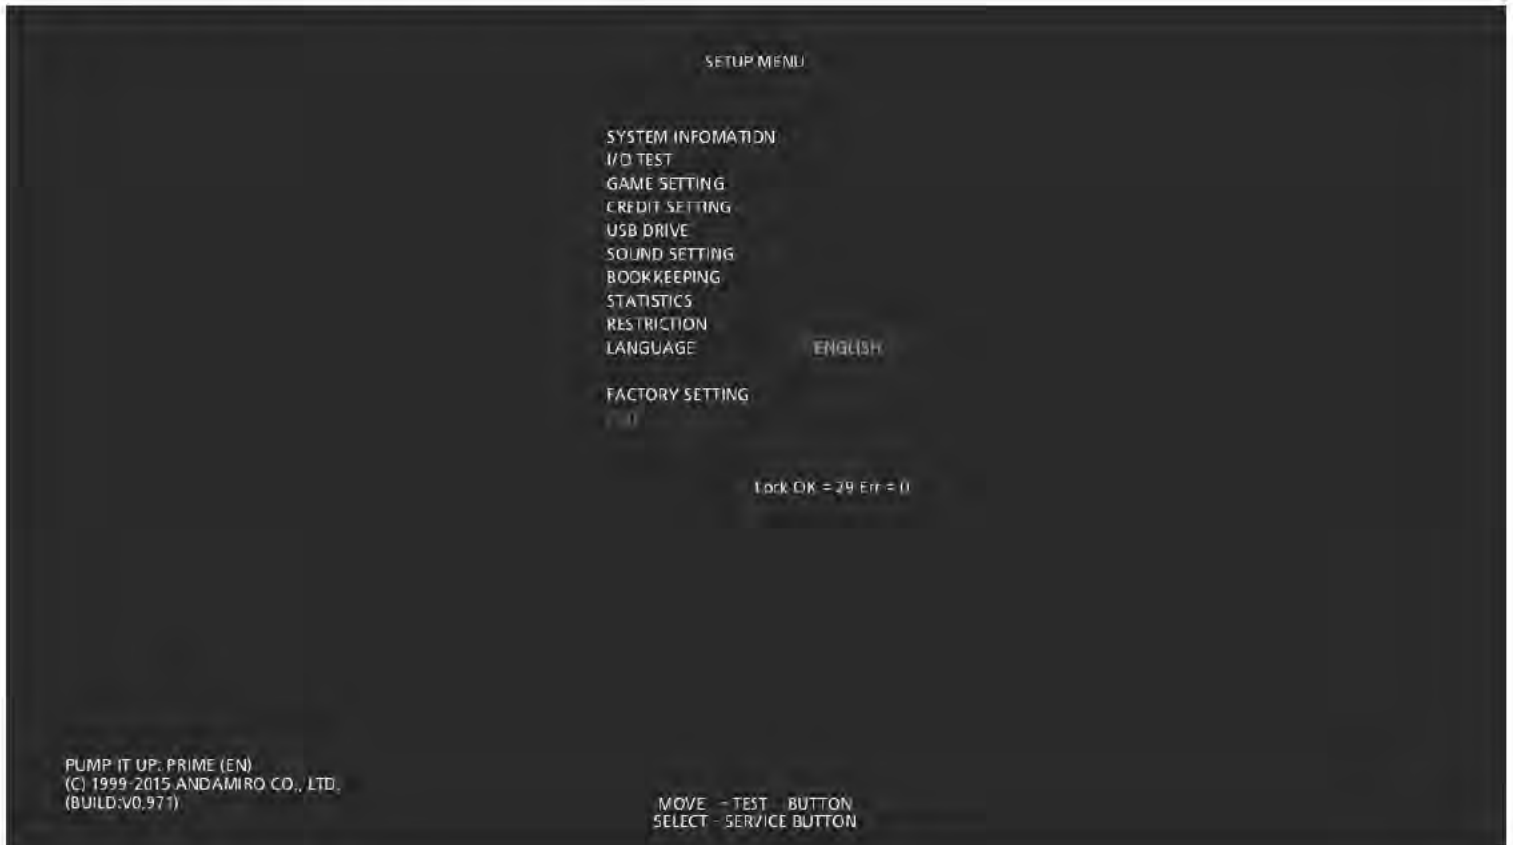 SETUP MENU
SYSTEM INFOMATION
I/O TEST
GAME SETTING
CREDIT SETTING
USB DRIVE
SOUND SETTING
BOOKKEEPING
STATISTICS
RESTRICTION
LANGUAGE ENGLISH
FACTORY SETTING
Lock OK = 29 Err = 0
PUMP IT UP: PRIME (EN)
(C) 1999-2015 ANDAMIRO CO., LTD.
(BUILD:V0.971)
MOVE - TEST BUTTON
SELECT - SERVICE BUTTON